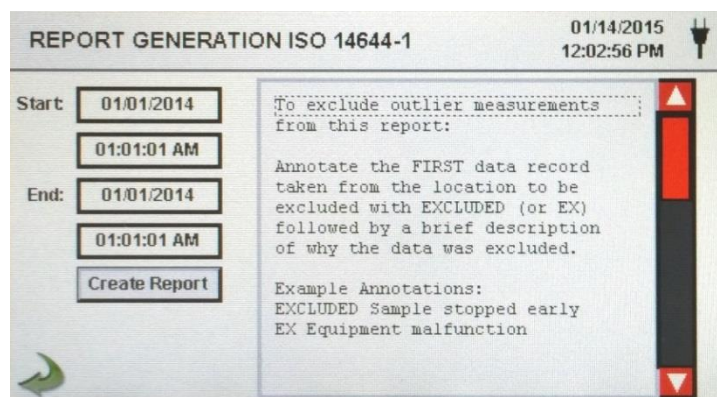 REPORT GENERATION ISO 14644-1
01/14/2015
12:02:56 PM
Start:
01/01/2014
01:01:01 AM
End:
01/01/2014
01:01:01 AM
Create Report
To exclude outlier measurements
from this report:
Annotate the FIRST data record
taken from the location to be
excluded with EXCLUDED (or EX)
followed by a brief description
of why the data was excluded.
Example Annotations:
EXCLUDED Sample stopped early
EX Equipment malfunction